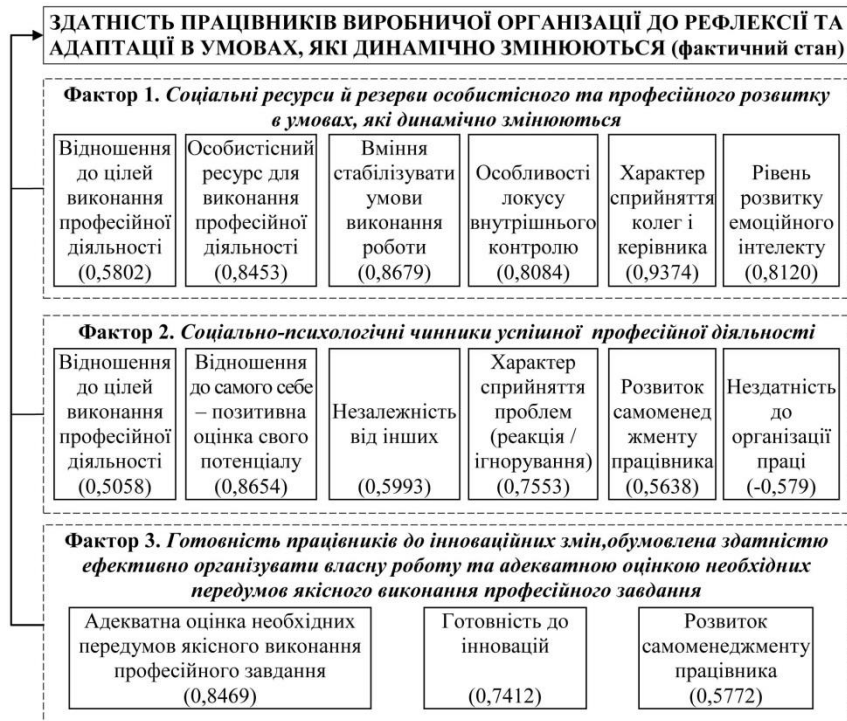 ЗДАТНІСТЬ ПРАЦІВНИКІВ ВИРОБНИЧОЇ ОРГАНІЗАЦІЇ ДО РЕФЛЕКСІЇ ТА
АДАПТАЦІЇ В УМОВАХ, ЯКІ ДИНАМІЧНО ЗМІНЮЮТЬСЯ (фактичний стан)
Фактор 1. Соціальні ресурси й резерви особистісного та професійного розвитку
в умовах, які динамічно змінюються
Відношення
до цілей
виконання
професійної
діяльності
(0,5802)
Особистісний
ресурс для
виконання
професійної
діяльності
(0,8453)
Вміння
стабілізувати
умови
виконання
роботи
(0,8679)
Особливості
локусу
внутрішнього
контролю
(0,8084)
Характер
сприйняття
колег і
керівника
(0,9374)
Рівень
розвитку
емоційного
інтелекту
(0,8120)
Фактор 2. Соціально-психологічні чинники успішної професійної діяльності
Відношення
до цілей
виконання
професійної
діяльності
(0,5058)
Відношення
до самого себе
– позитивна
оцінка свого
потенціалу
(0,8654)
Незалежність
від інших
(0,5993)
Характер
сприйняття
проблем
(реакція /
ігнорування)
(0,7553)
Розвиток
самоменед
жменту
працівника
(0,5638)
Нездатність
до
організації
праці
(-0,579)
Фактор 3. Готовність працівників до інноваційних змін,обумовлена здатністю
ефективно організувати власну роботу та адекватною оцінкою необхідних
передумов якісного виконання професійного завдання
Адекватна оцінка необхідних
передумов якісного виконання
професійного завдання
(0,8469)
Готовність до
інновацій
(0,7412)
Розвиток
самоменеджменту
працівника
(0,5772)